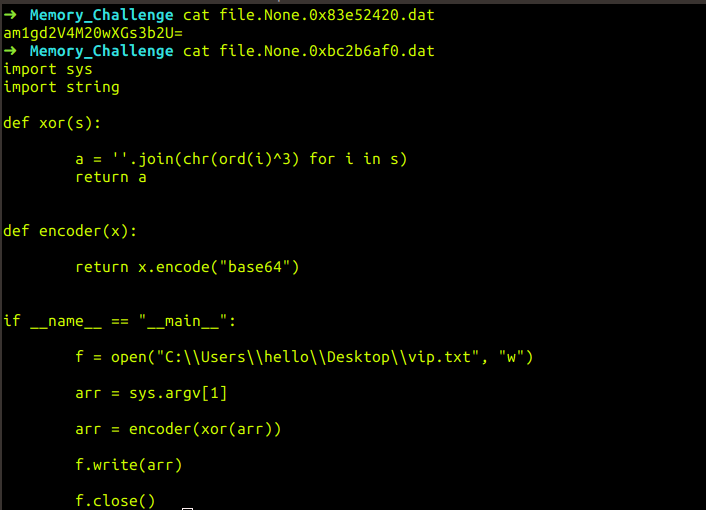 ➜  Memory_Challenge cat file.None.0x83e52420.dat
am1gd2V4M20wXGs3b2U=
➜  Memory_Challenge cat file.None.0xbc2b6af0.dat
import sys
import string

def xor(s):

        a = ''.join(chr(ord(i)^3) for i in s)
        return a


def encoder(x):

        return x.encode("base64")


if __name__ == "__main__":

        f = open("C:\\Users\\hello\\Desktop\\vip.txt", "w")

        arr = sys.argv[1]

        arr = encoder(xor(arr))

        f.write(arr)

        f.close()